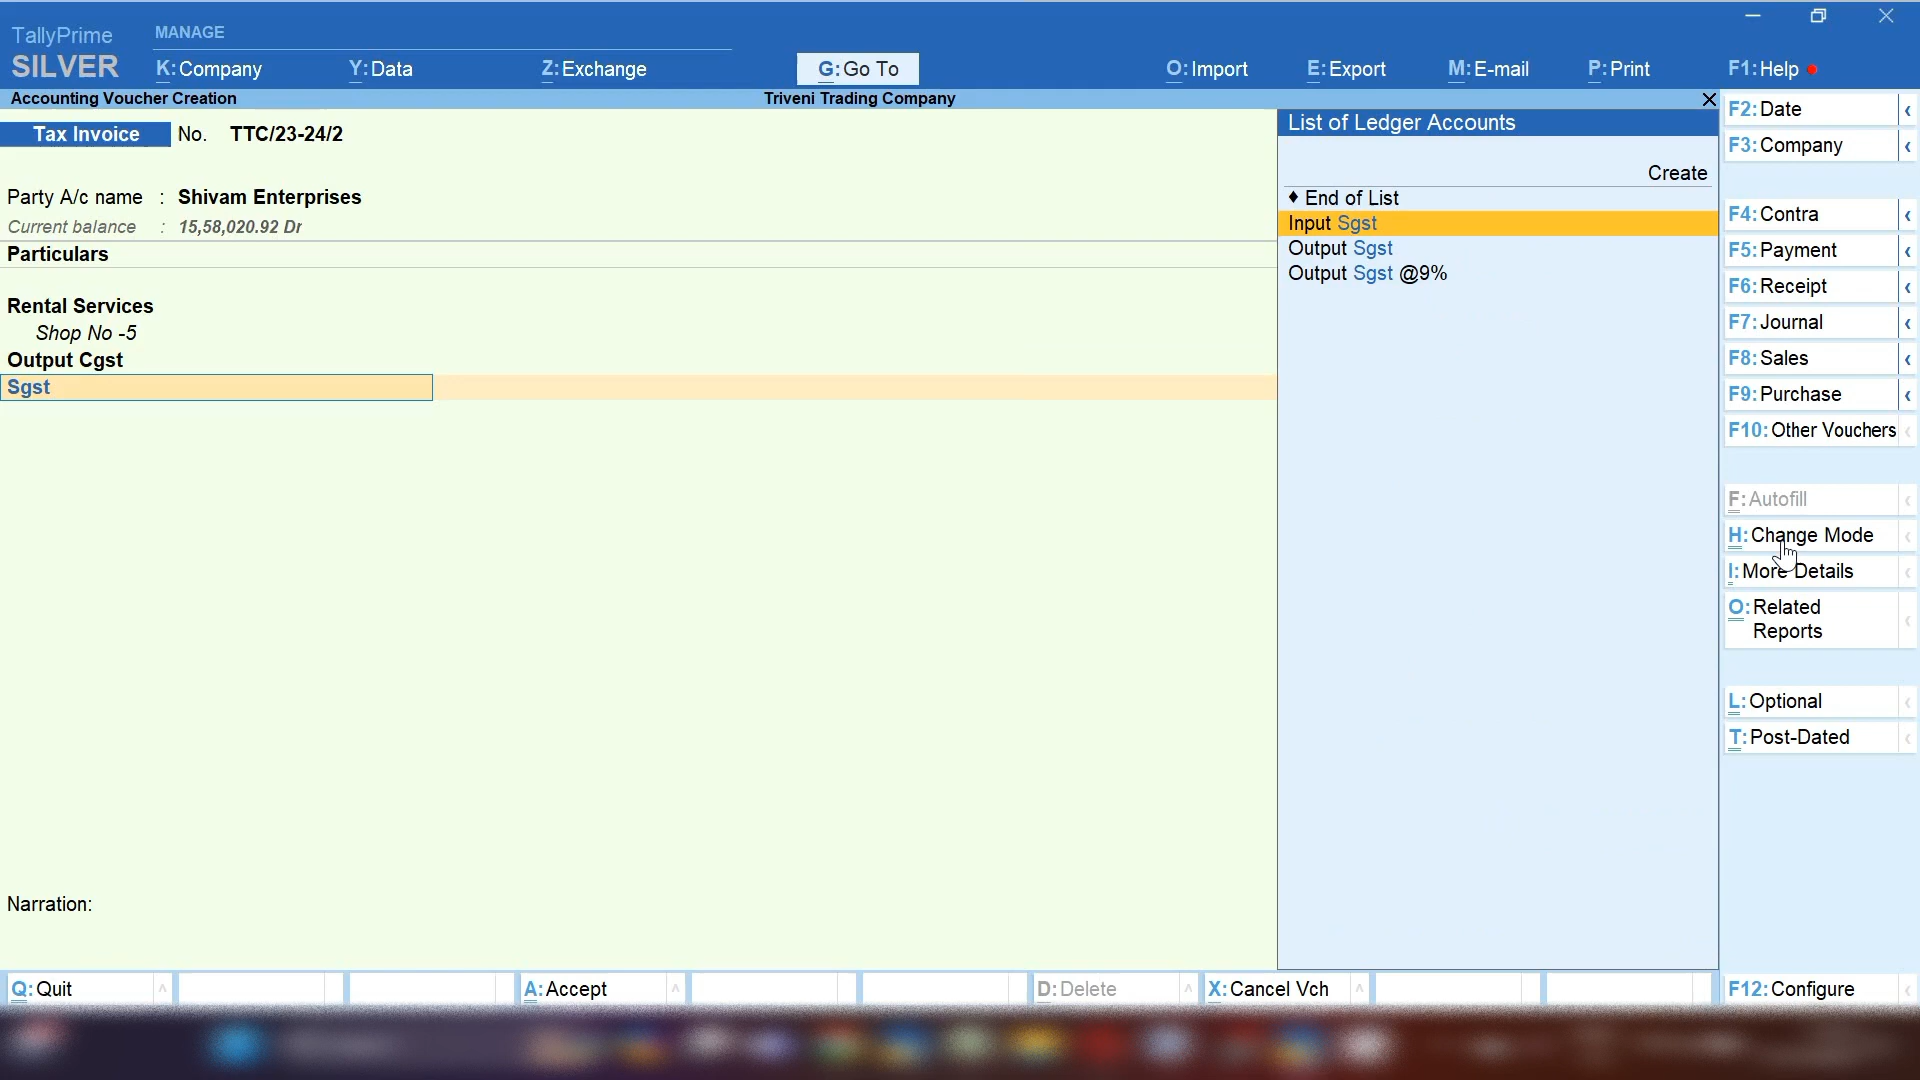 TallyPrime
SILVER
MANAGE
K:Company
Y:Data
Z:Exchange
G:Go To
O:Import
E:Export
M:E-mail
P:Print
F1:Help
Accounting Voucher Creation
Triveni Trading Company
Tax Invoice No. TTC/23-24/2
Party A/c name : Shivam Enterprises
Current balance : 15,58,020.92 Dr
Particulars
Rental Services
Shop No -5
Output Cgst
Sgst
Narration:
List of Ledger Accounts
Create
♦ End of List
Input Sgst
Output Sgst
Output Sgst @9%
F2:Date
F3:Company
F4:Contra
F5:Payment
F6:Receipt
F7:Journal
F8:Sales
F9:Purchase
F10:Other Vouchers
F:Autofill
H:Change Mode
I:More Details
O:Related
Reports
L:Optional
T:Post-Dated
Q:Quit
A:Accept
D:Delete
X:Cancel Vch
F12:Configure